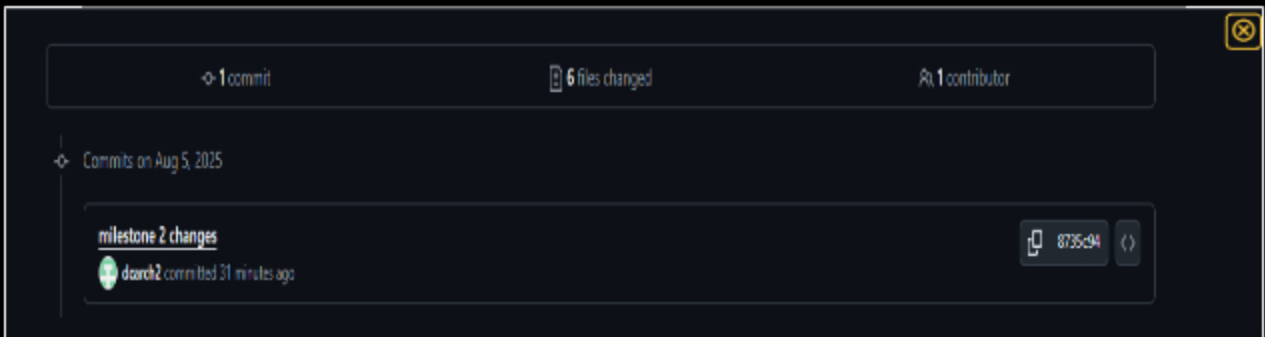 1 commit
6 files changed
1 contributor
Commits on Aug 5, 2025
milestone 2 changes
committed 31 minutes ago
8735c94